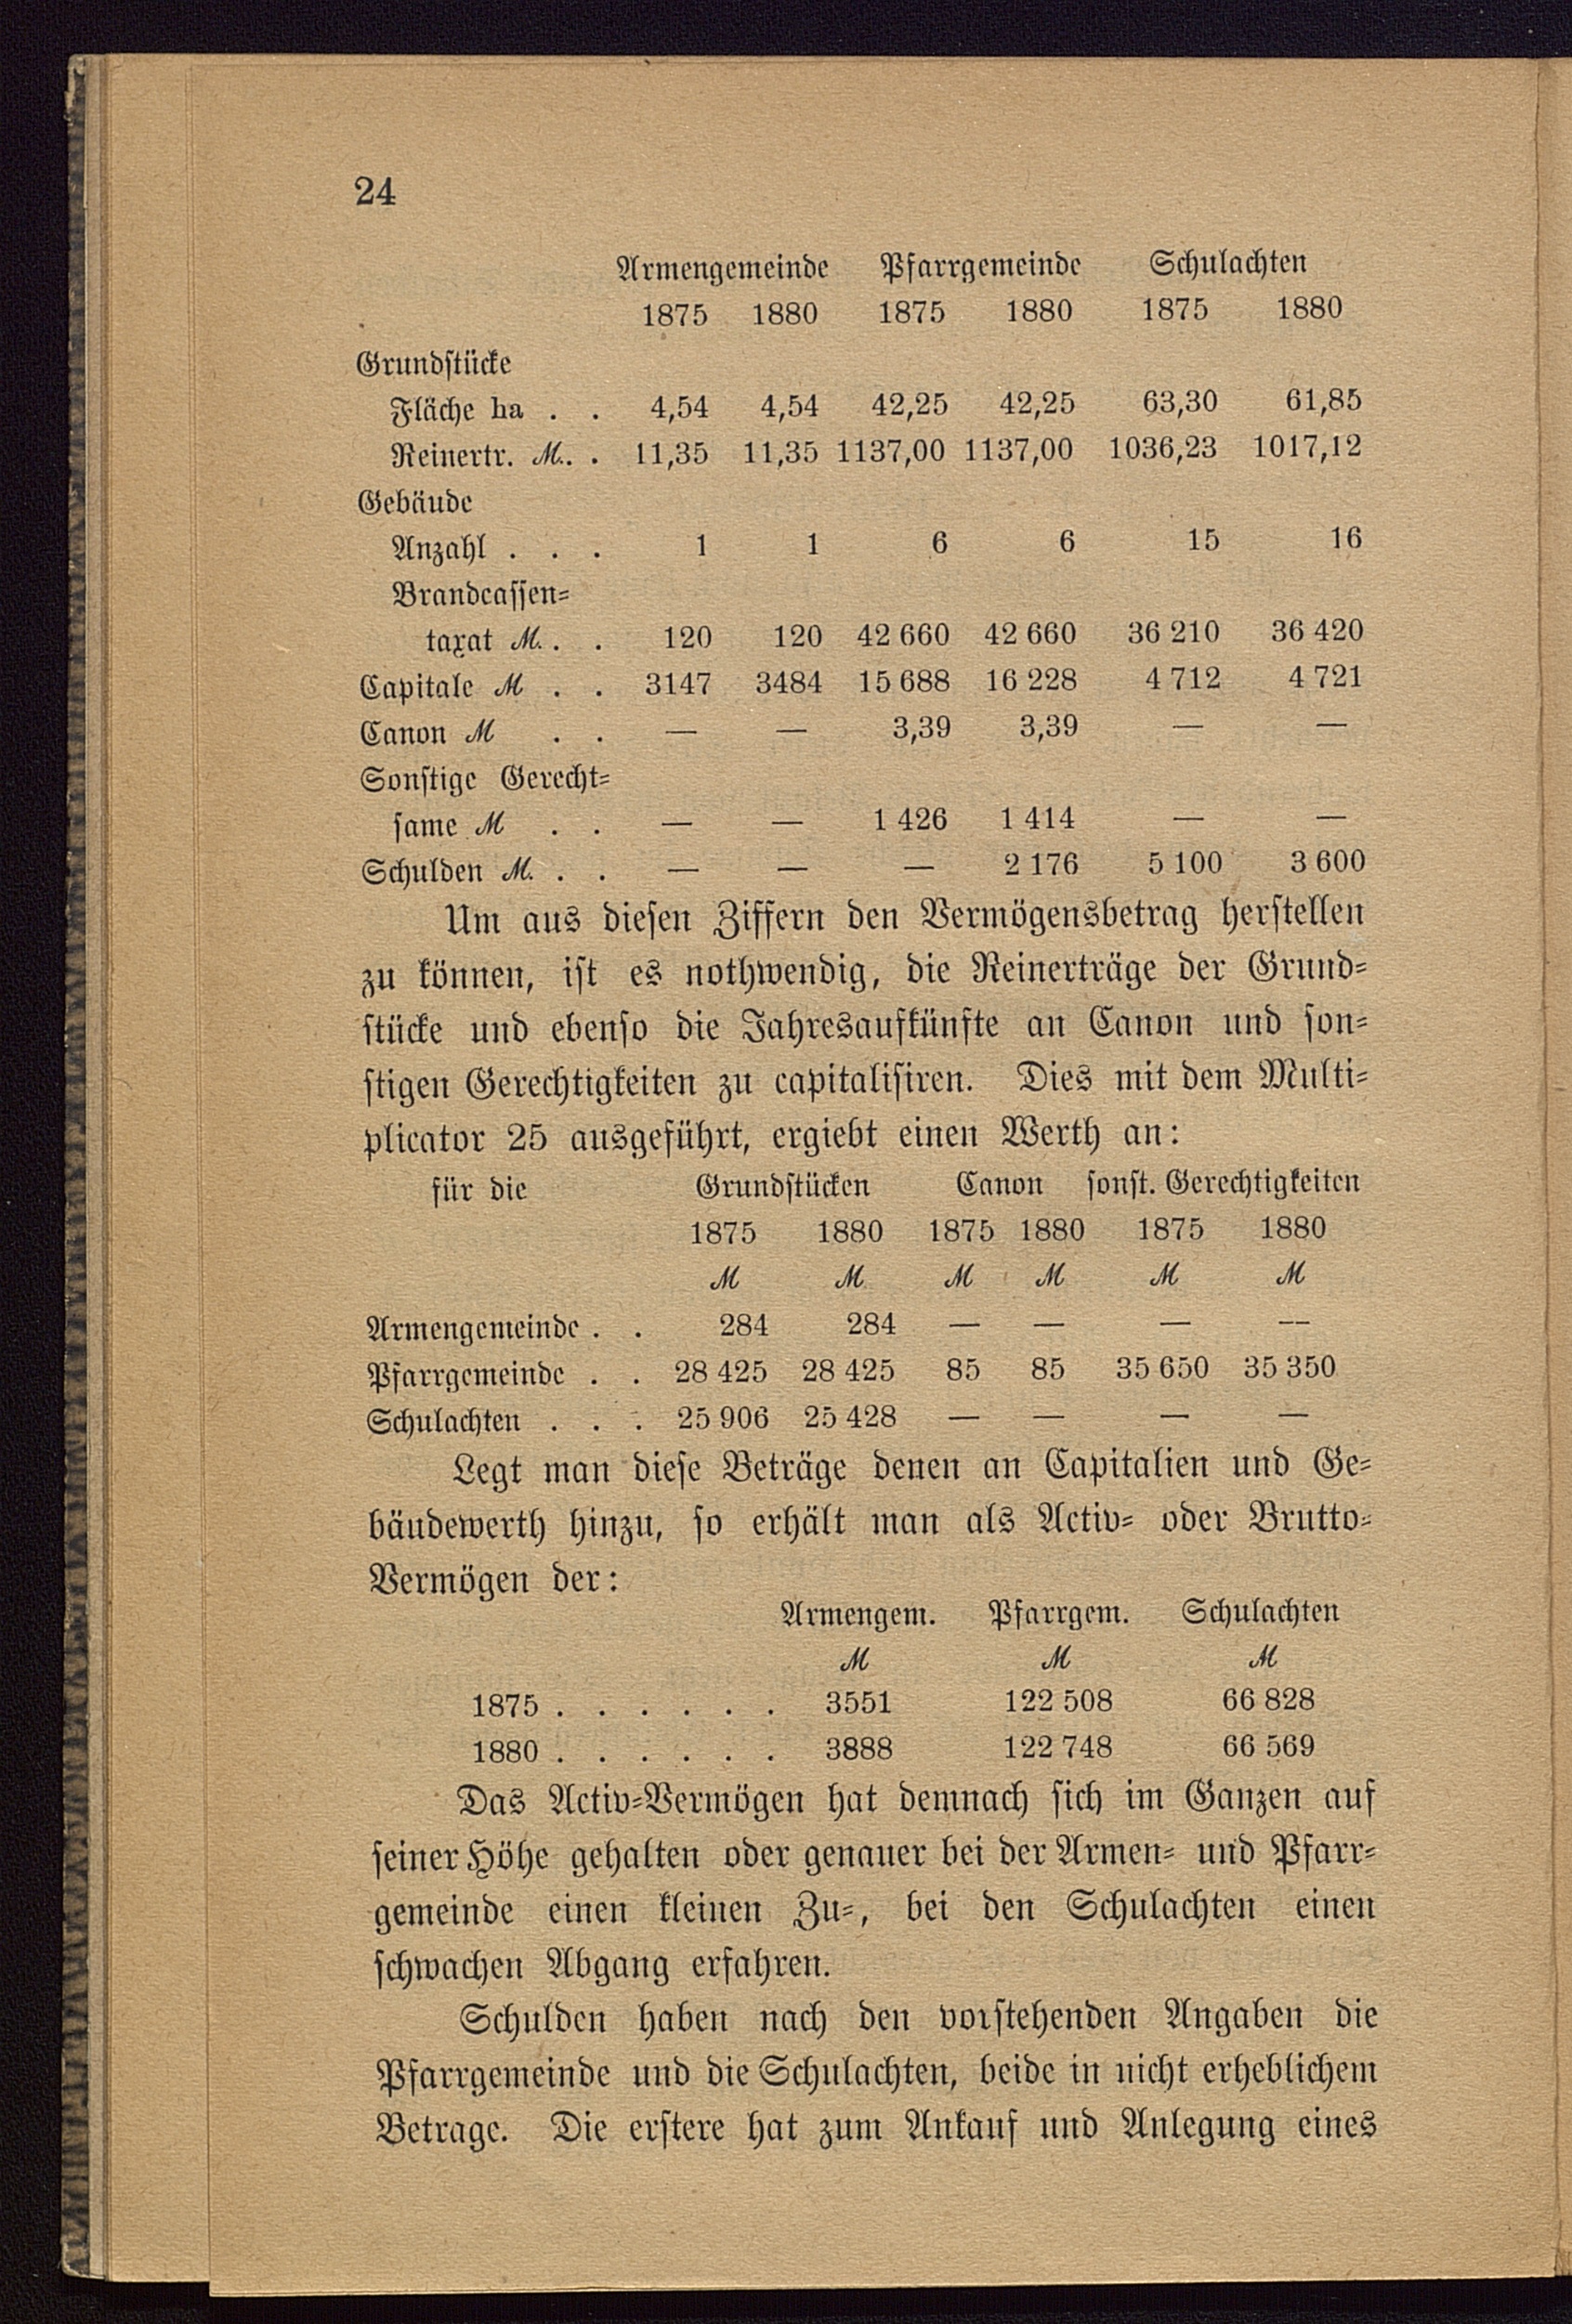 24
Armengemeinde Pfarrgemeinde Schulachten
1875 1880 1875 1880 1875 1880
Grundstücke
Fläche ha . . 4,54 4,54 42,25 42,25 63,30 61,85
Reinertr. ℳ. . . 11,35 11,35 1137,00 1137,00 1036,23 1017,12
Gebäude
Anzahl . . . 1 1 6 6 15 16
Brandcassen-
taxat ℳ. . . 120 120 42 660 42 660 36 210 36 420
Capitale ℳ . . 3147 3484 15 688 16 228 4 712 4 721
Canon ℳ . . — — 3,39 3,39 — —
Sonstige Gerecht-
same ℳ . . — — 1 426 1 414 — —
Schulden ℳ. . . — — — 2 176 5 100 3 600
Um aus diesen Ziffern den Vermögensbetrag herstellen
zu können, ist es nothwendig, die Reinerträge der Grund-
stücke und ebenso die Jahresaufkünfte an Canon und son-
stigen Gerechtigkeiten zu capitalisiren. Dies mit dem Multi-
plicator 25 ausgeführt, ergiebt einen Werth an:
für die Grundstücken Canon sonst. Gerechtigkeiten
1875 1880 1875 1880 1875 1880
ℳ ℳ ℳ ℳ ℳ ℳ
Armengemeinde . . 284 284 — — — —
Pfarrgemeinde . . 28 425 28 425 85 85 35 650 35 350
Schulachten . . . 25 906 25 428 — — — —
Legt man diese Beträge denen an Capitalien und Ge-
bäudewerth hinzu, so erhält man als Activ- oder Brutto-
Vermögen der:
Armengem. Pfarrgem. Schulachten
ℳ ℳ ℳ
1875 . . . . . . 3551 122 508 66 828
1880 . . . . . . 3888 122 748 66 569
Das Activ-Vermögen hat demnach sich im Ganzen auf
seiner Höhe gehalten oder genauer bei der Armen- und Pfarr-
gemeinde einen kleinen Zu-, bei den Schulachten einen
schwachen Abgang erfahren.
Schulden haben nach den vorstehenden Angaben die
Pfarrgemeinde und die Schulachten, beide in nicht erheblichem
Betrage. Die erstere hat zum Ankauf und Anlegung eines